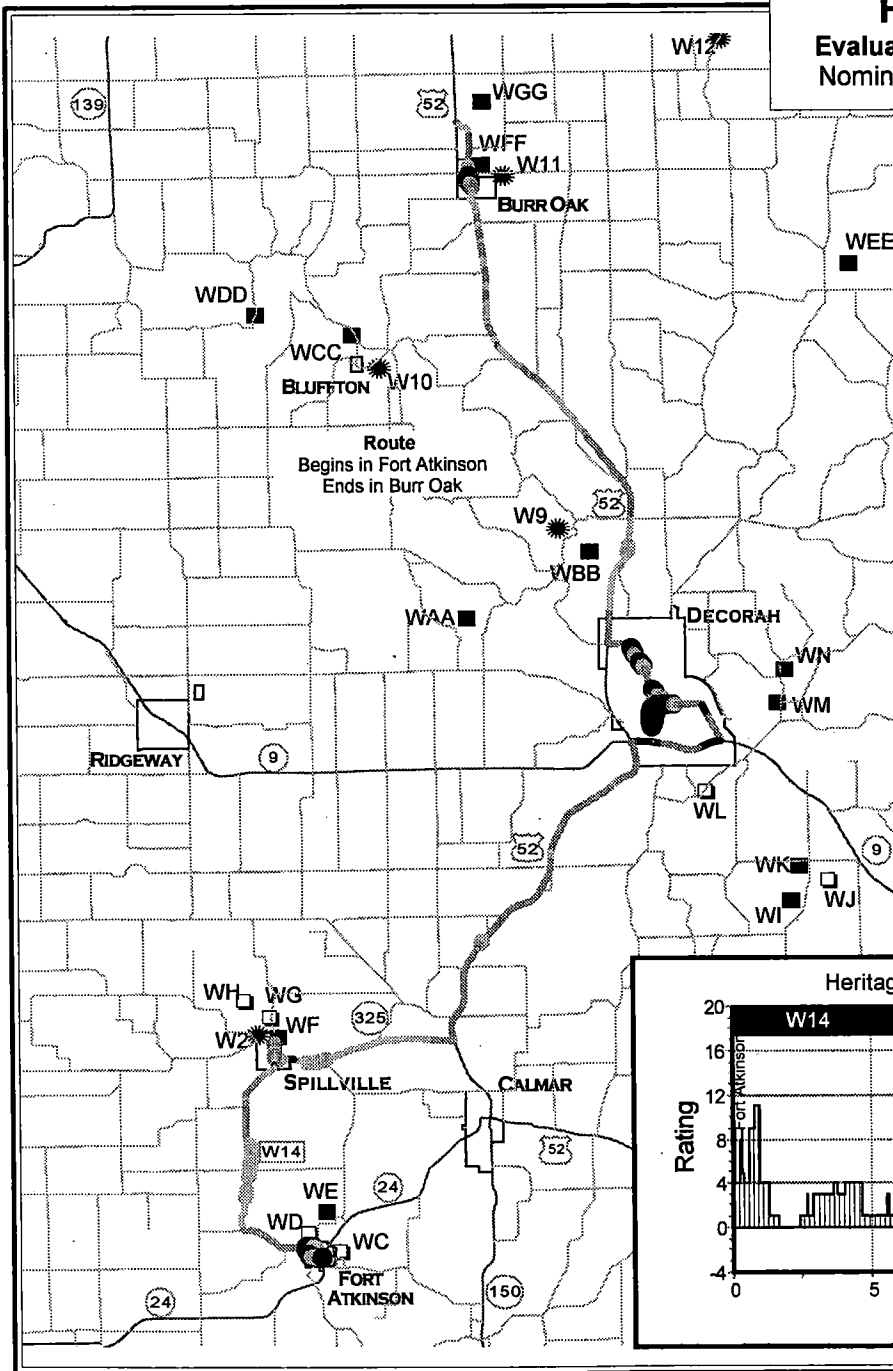 H
Evalua
Nomin
W12
139
52
WGG
WFF
W11
BURR OAK
WEE
WDD
WCC
BLUFFTON
W10
Route
Begins in Fort Atkinson
Ends in Burr Oak
52
W9
WBB
DECORAH
WAA
WN
WM
RIDGEWAY
9
WL
52
9
WK
WJ
WI
WH
WG
325
W2
WF
SPILLVILLE
CALMAR
W14
52
24
WE
WD
WC
FORT
ATKINSON
24
150
Heritag
20
W14
16
Fort Atkinson
12
Rating
8
4
0
-4
0
5